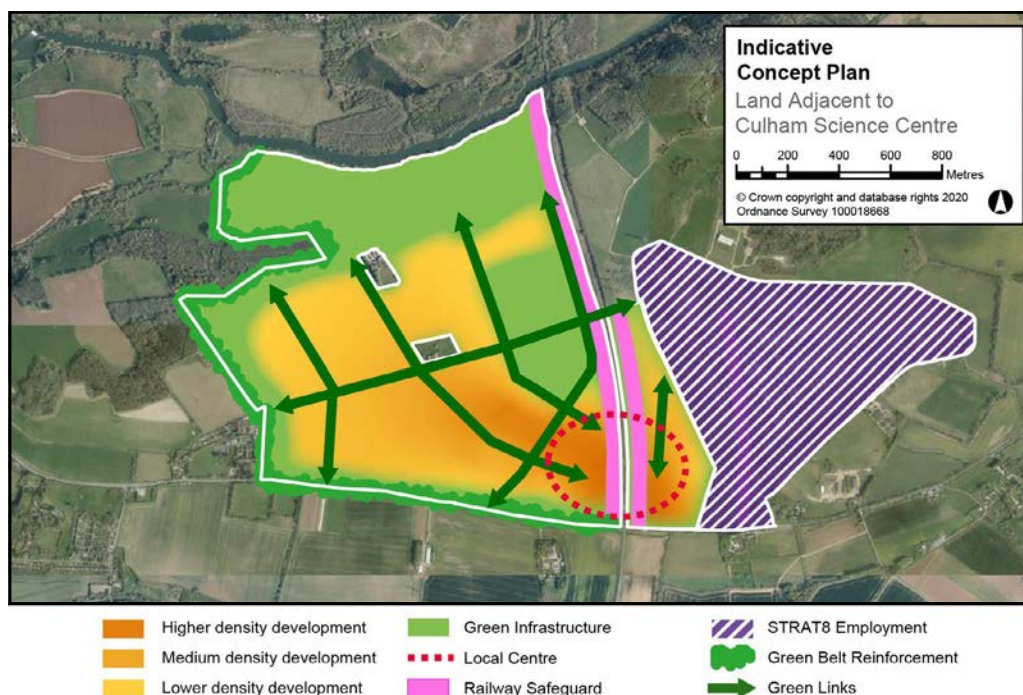 Indicative
Concept Plan
Land Adjacent to
Culham Science Centre
0 200 400 600 800
Metres
© Crown copyright and database rights 2020
Ordnance Survey 100018668
Higher density development
Medium density development
Lower density development
Green Infrastructure
Local Centre
Railway Safeguard
STRAT8 Employment
Green Belt Reinforcement
Green Links